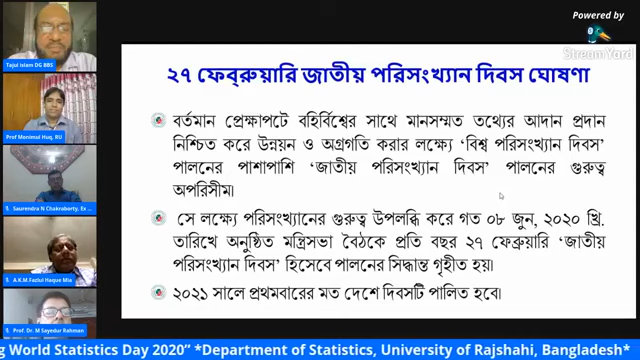 Powered by
StreamYard
Tajul islam DG BBS
Prof Monimul Huq, RU
Saurendra N Chakraborty, Ex ...
A.K.M.Fazlul Haque Mia
Prof. Dr. M Sayedur Rahman
২৭ ফেব্রুয়ারি জাতীয় পরিসংখ্যান দিবস ঘোষণা
বর্তমান প্রেক্ষাপটে বহির্বিশ্বের সাথে মানসম্মত তথ্যের আদান প্রদান
নিশ্চিত করে উন্নয়ন ও অগ্রগতি করার লক্ষ্যে ‘বিশ্ব পরিসংখ্যান দিবস’
পালনের পাশাপাশি ‘জাতীয় পরিসংখ্যান দিবস’ পালনের গুরুত্ব
অপরিসীম।
সে লক্ষ্যে পরিসংখ্যানের গুরুত্ব উপলব্ধি করে গত ০৮ জুন, ২০২০ খ্রি.
তারিখে অনুষ্ঠিত মন্ত্রিসভা বৈঠকে প্রতি বছর ২৭ ফেব্রুয়ারি ‘জাতীয়
পরিসংখ্যান দিবস’ হিসেবে পালনের সিদ্ধান্ত গৃহীত হয়।
২০২১ সালে প্রথমবারের মত দেশে দিবসটি পালিত হবে।
g World Statistics Day 2020” *Department of Statistics, University of Rajshahi, Bangladesh*